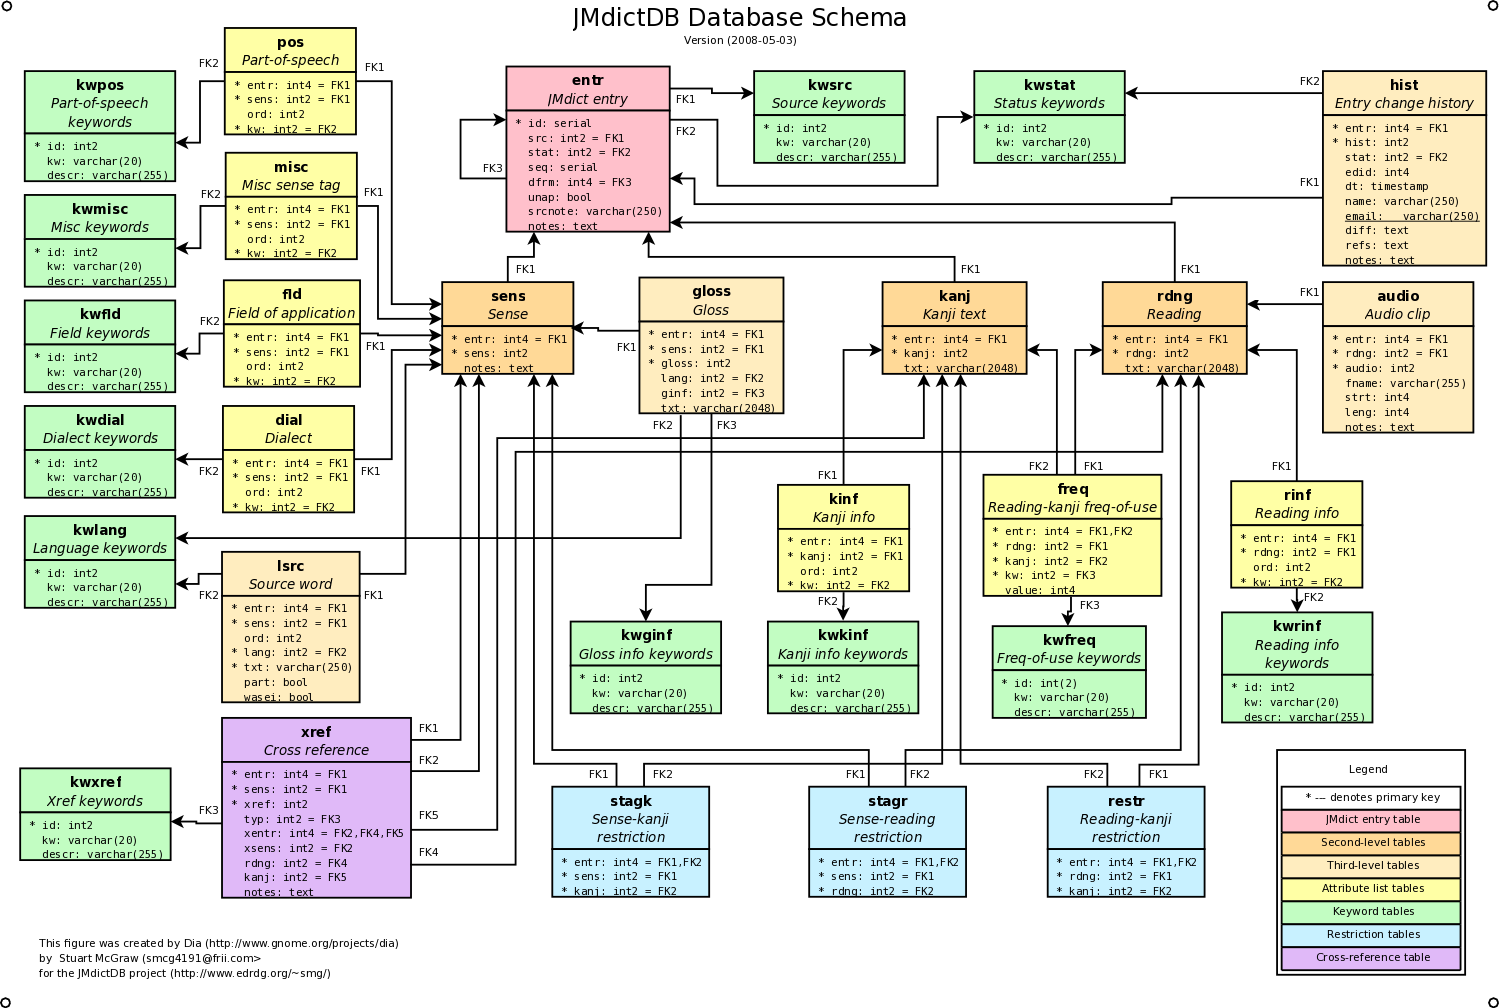 JMdictDB Database Schema
Version (2008-05-03)
kwpos
Part-of-speech
keywords
* id: int2
kw: varchar(20)
descr: varchar(255)
FK2
pos
Part-of-speech
* entr: int4 = FK1
* sens: int2 = FK1
ord: int2
* kw: int2 = FK2
FK1
entr
JMdict entry
* id: serial
src: int2 = FK1
stat: int2 = FK2
seq: serial
dfrm: int4 = FK3
unap: bool
srcnote: varchar(250)
notes: text
FK1
FK2
FK3
kwsrc
Source keywords
* id: int2
kw: varchar(20)
descr: varchar(255)
kwstat
Status keywords
* id: int2
kw: varchar(20)
descr: varchar(255)
FK2
FK1
hist
Entry change history
* entr: int4 = FK1
* hist: int2
stat: int2 = FK2
edid: int4
dt: timestamp
name: varchar(250)
email: varchar(250)
diff: text
refs: text
notes: text
kwmisc
Misc keywords
* id: int2
kw: varchar(20)
descr: varchar(255)
FK2
misc
Misc sense tag
* entr: int4 = FK1
* sens: int2 = FK1
ord: int2
* kw: int2 = FK2
FK1
kwfld
Field keywords
* id: int2
kw: varchar(20)
descr: varchar(255)
FK2
fld
Field of application
* entr: int4 = FK1
* sens: int2 = FK1
ord: int2
* kw: int2 = FK2
FK1
FK1
sens
Sense
* entr: int4 = FK1
* sens: int2
notes: text
gloss
Gloss
* entr: int4 = FK1
* sens: int2 = FK1
* gloss: int2
lang: int2 = FK2
ginf: int2 = FK3
txt: varchar(2048)
FK1
FK2
FK3
FK1
kanj
Kanji text
* entr: int4 = FK1
* kanj: int2
txt: varchar(2048)
FK1
rdng
Reading
* entr: int4 = FK1
* rdng: int2
txt: varchar(2048)
FK1
audio
Audio clip
* entr: int4 = FK1
* rdng: int2 = FK1
* audio: int2
fname: varchar(255)
strt: int4
leng: int4
notes: text
kwdial
Dialect keywords
* id: int2
kw: varchar(20)
descr: varchar(255)
FK2
dial
Dialect
* entr: int4 = FK1
* sens: int2 = FK1
ord: int2
* kw: int2 = FK2
FK1
kwlang
Language keywords
* id: int2
kw: varchar(20)
descr: varchar(255)
FK2
lsrc
Source word
* entr: int4 = FK1
* sens: int2 = FK1
ord: int2
* lang: int2 = FK2
* txt: varchar(250)
part: bool
wasei: bool
FK1
FK1
kinf
Kanji info
* entr: int4 = FK1
* kanj: int2 = FK1
ord: int2
* kw: int2 = FK2
FK2
FK2
FK1
freq
Reading-kanji freq-of-use
* entr: int4 = FK1,FK2
* rdng: int2 = FK1
* kanj: int2 = FK2
* kw: int2 = FK3
value: int4
FK3
FK1
rinf
Reading info
* entr: int4 = FK1
* rdng: int2 = FK1
ord: int2
* kw: int2 = FK2
FK2
kwginf
Gloss info keywords
* id: int2
kw: varchar(20)
descr: varchar(255)
kwkinf
Kanji info keywords
* id: int2
kw: varchar(20)
descr: varchar(255)
kwfreq
Freq-of-use keywords
* id: int(2)
kw: varchar(20)
descr: varchar(255)
kwrinf
Reading info
keywords
* id: int2
kw: varchar(20)
descr: varchar(255)
kwxref
Xref keywords
* id: int2
kw: varchar(20)
descr: varchar(255)
FK3
xref
Cross reference
* entr: int4 = FK1
* sens: int2 = FK1
* xref: int2
typ: int2 = FK3
xentr: int4 = FK2,FK4,FK5
xsens: int2 = FK2
rdng: int2 = FK4
kanj: int2 = FK5
notes: text
FK1
FK2
FK5
FK4
FK1
FK2
stagk
Sense-kanji
restriction
* entr: int4 = FK1,FK2
* sens: int2 = FK1
* kanj: int2 = FK2
FK1
FK2
stagr
Sense-reading
restriction
* entr: int4 = FK1,FK2
* sens: int2 = FK1
* rdng: int2 = FK2
FK2
FK1
restr
Reading-kanji
restriction
* entr: int4 = FK1,FK2
* rdng: int2 = FK1
* kanj: int2 = FK2
Legend
* --- denotes primary key
JMdict entry table
Second-level tables
Third-level tables
Attribute list tables
Keyword tables
Restriction tables
Cross-reference table
This figure was created by Dia (http://www.gnome.org/projects/dia)
by Stuart McGraw (smcg4191@frii.com>
for the JMdictDB project (http://www.edrdg.org/~smg/)